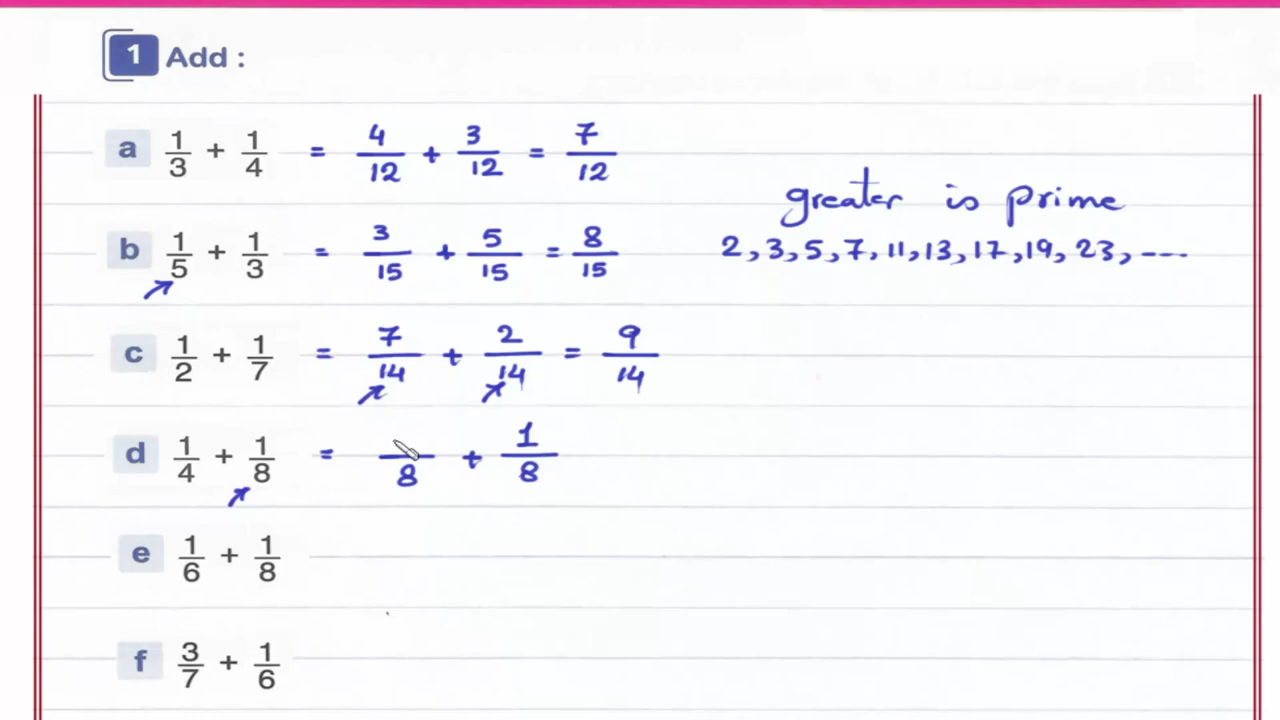 1 Add :
a 1/3 + 1/4 = 4/12 + 3/12 = 7/12
greater is prime
b 1/5 + 1/3 = 3/15 + 5/15 = 8/15
2, 3, 5, 7, 11, 13, 17, 19, 23, ----
c 1/2 + 1/7 = 7/14 + 2/14 = 9/14
d 1/4 + 1/8 = /8 + 1/8
e 1/6 + 1/8
f 3/7 + 1/6